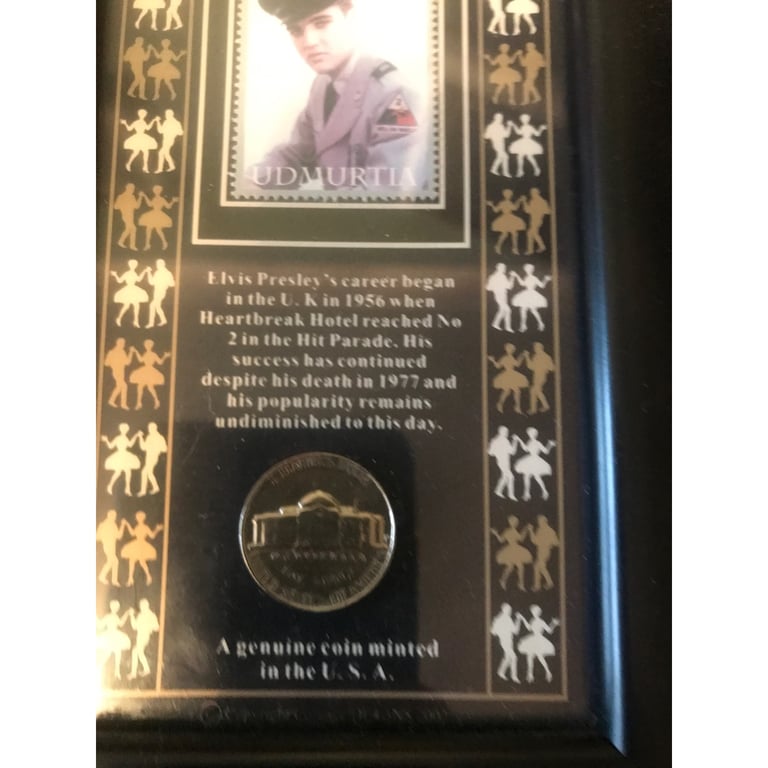 UDMURTIA
Elvis Presley's career began
in the U. K in 1956 when
Heartbreak Hotel reached No
2 in the Hit Parade. His
success has continued
despite his death in 1977 and
his popularity remains
undiminished to this day.
MONTICELLO
FIVE CENTS
A genuine coin minted
in the U. S. A.